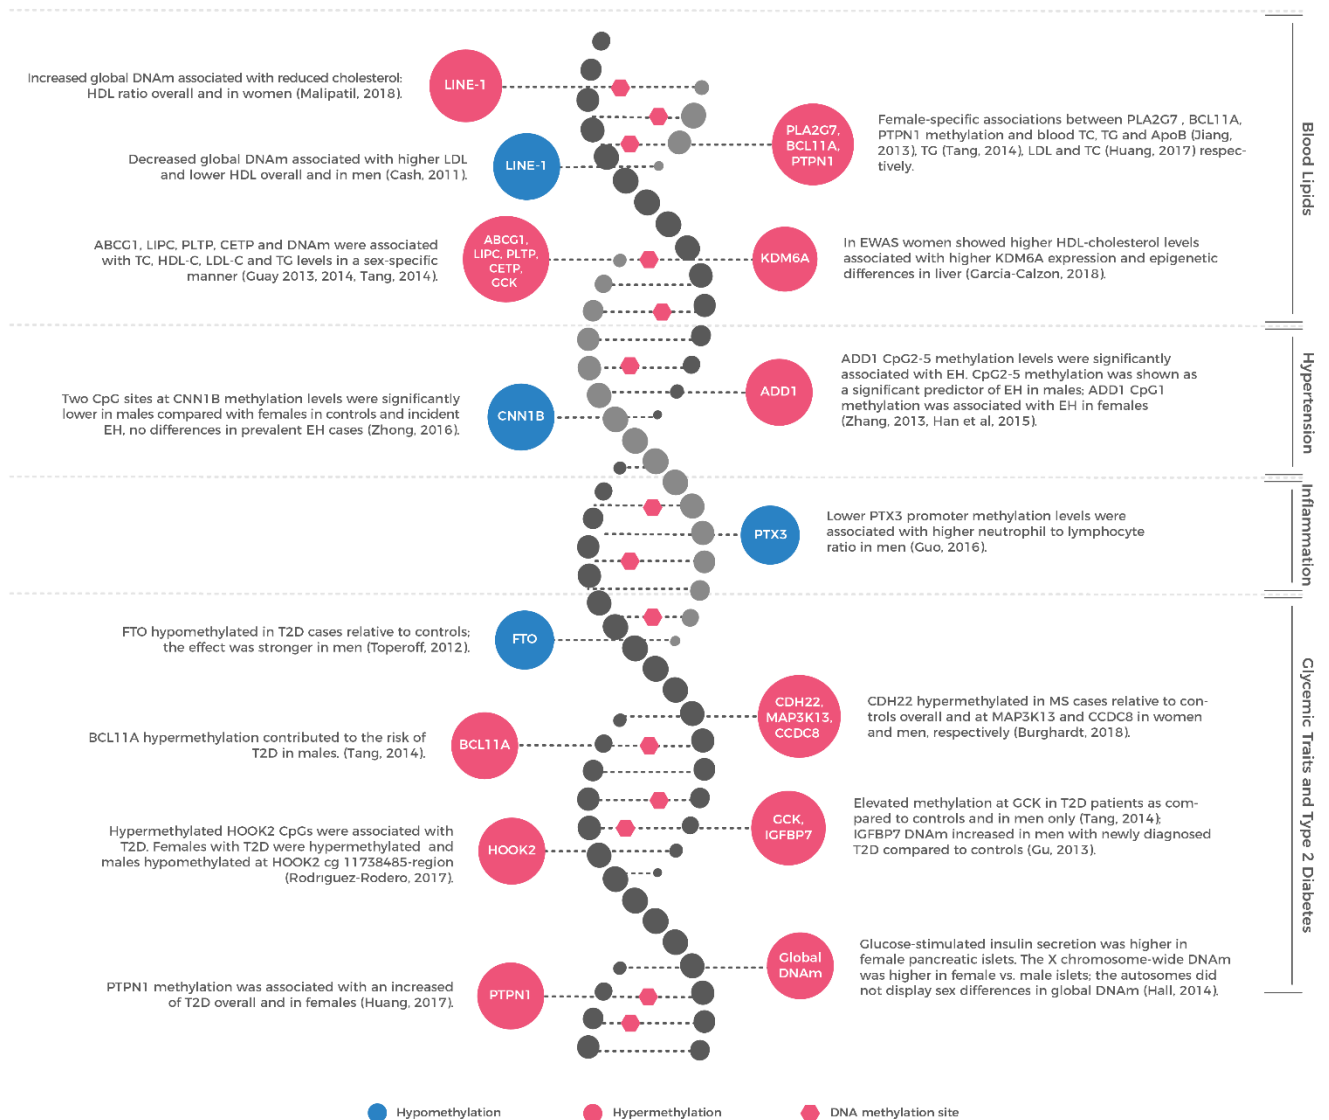 Increased global DNAm associated with reduced cholesterol:
HDL ratio overall and in women (Malipatil, 2018).
LINE-1
PLA2G7,
BCL11A,
PTPN1
Female-specific associations between PLA2G7 , BCL11A,
PTPN1 methylation and blood TC, TG and ApoB (Jiang,
2013), TG (Tang, 2014), LDL and TC (Huang, 2017) respec-
tively.
Decreased global DNAm associated with higher LDL
and lower HDL overall and in men (Cash, 2011).
LINE-1
ABCG1, LIPC, PLTP, CETP and DNAm were associated
with TC, HDL-C, LDL-C and TG levels in a sex-specific
manner (Guay 2013, 2014, Tang, 2014).
ABCG1,
LIPC, PLTP,
CETP,
GCK
KDM6A
In EWAS women showed higher HDL-cholesterol levels
associated with higher KDM6A expression and epigenetic
differences in liver (Garcia-Calzon, 2018).
Blood Lipids
ADD1
ADD1 CpG2-5 methylation levels were significantly
associated with EH. CpG2-5 methylation was shown as
a significant predictor of EH in males; ADD1 CpG1
methylation was associated with EH in females
(Zhang, 2013, Han et al, 2015).
Two CpG sites at CNN1B methylation levels were significantly
lower in males compared with females in controls and incident
EH, no differences in prevalent EH cases (Zhong, 2016).
CNN1B
Hypertension
PTX3
Lower PTX3 promoter methylation levels were
associated with higher neutrophil to lymphocyte
ratio in men (Guo, 2016).
Inflammation
FTO hypomethylated in T2D cases relative to controls;
the effect was stronger in men (Toperoff, 2012).
FTO
CDH22,
MAP3K13,
CCDC8
CDH22 hypermethylated in MS cases relative to con-
trols overall and at MAP3K13 and CCDC8 in women
and men, respectively (Burghardt, 2018).
BCL11A hypermethylation contributed to the risk of
T2D in males. (Tang, 2014).
BCL11A
GCK,
IGFBP7
Elevated methylation at GCK in T2D patients as com-
pared to controls and in men only (Tang, 2014);
IGFBP7 DNAm increased in men with newly diagnosed
T2D compared to controls (Gu, 2013).
Hypermethylated HOOK2 CpGs were associated with
T2D. Females with T2D were hypermethylated and
males hypomethylated at HOOK2 cg 11738485-region
(Rodrıguez-Rodero, 2017).
HOOK2
Global
DNAm
Glucose-stimulated insulin secretion was higher in
female pancreatic islets. The X chromosome-wide DNAm
was higher in female vs. male islets; the autosomes did
not display sex differences in global DNAm (Hall, 2014).
PTPN1 methylation was associated with an increased
of T2D overall and in females (Huang, 2017).
PTPN1
Glycemic Traits and Type 2 Diabetes
Hypomethylation
Hypermethylation
DNA methylation site